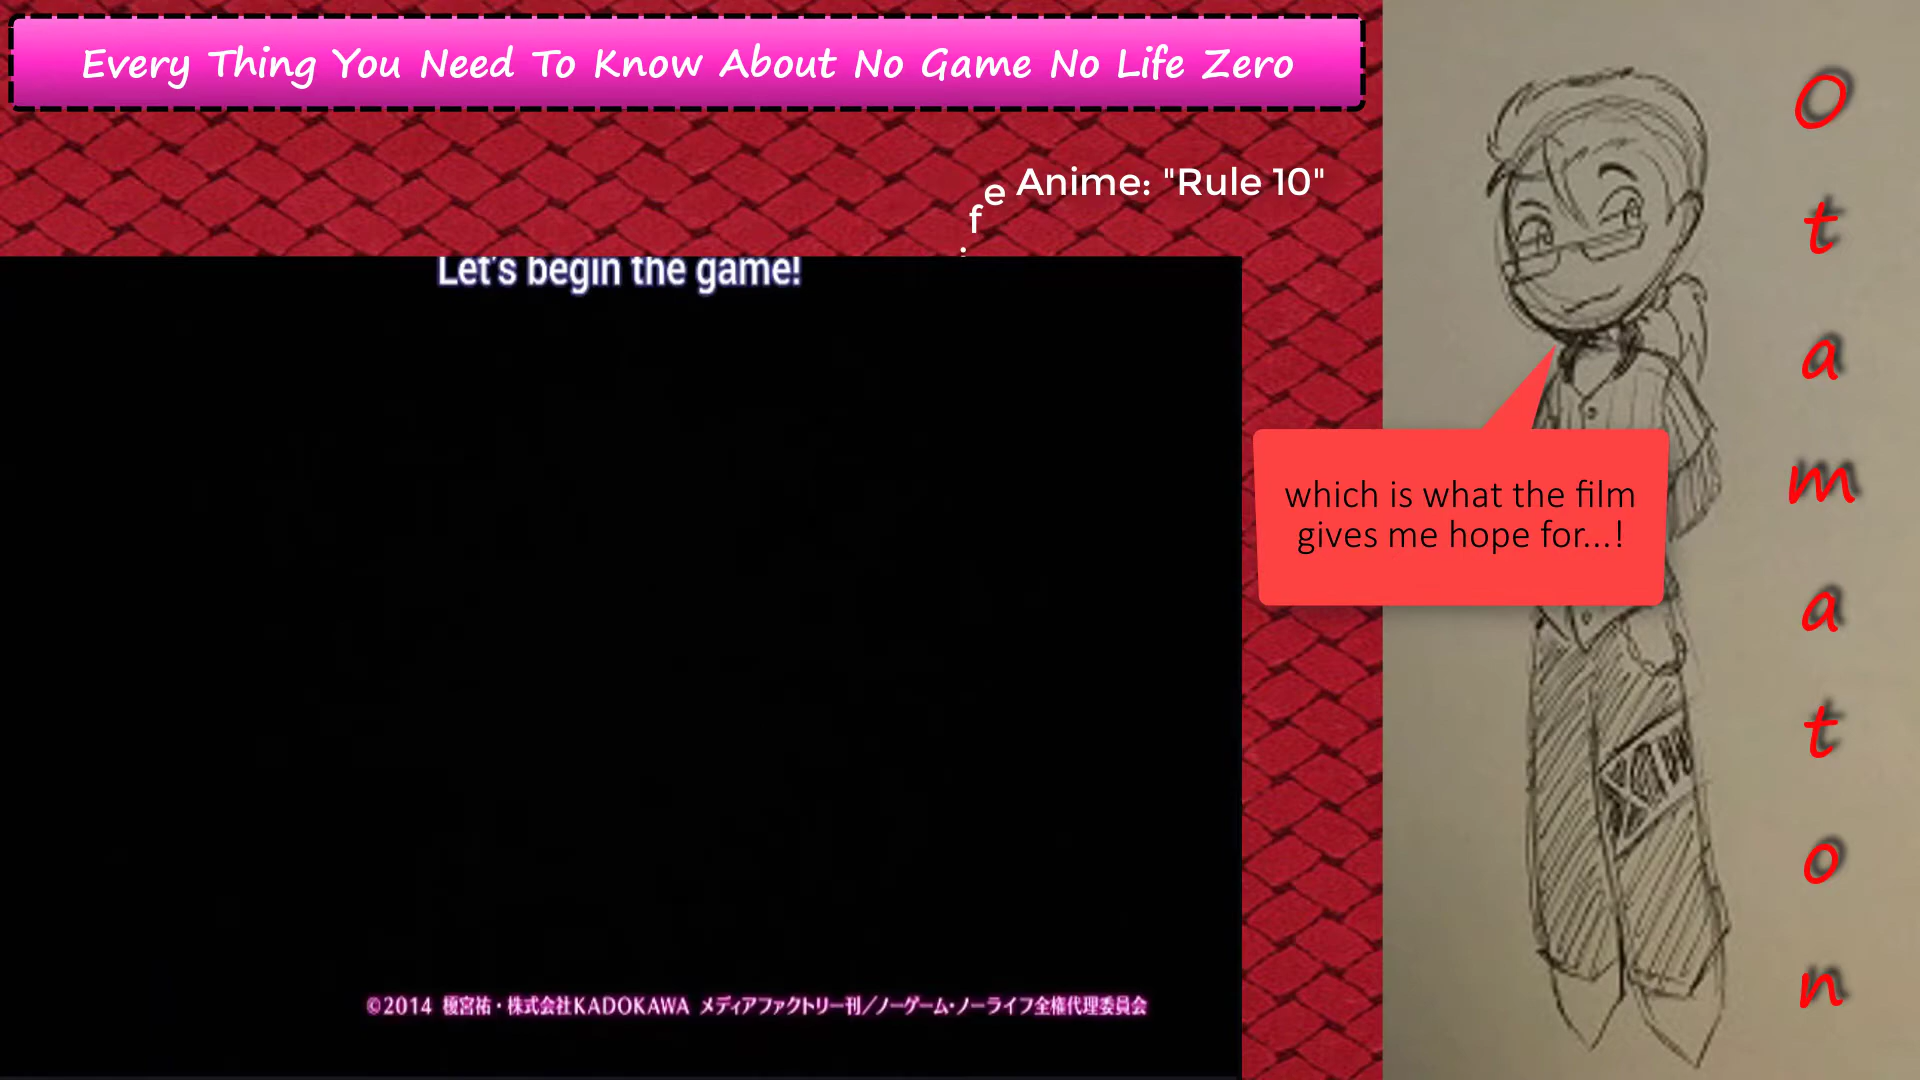 Every Thing You Need To Know About No Game No Life Zero
fe Anime: "Rule 10"
Let's begin the game!
which is what the film
gives me hope for...!
©2014 榎宮祐・株式会社KADOKAWA メディアファクトリー刊／ノーゲーム・ノーライフ全権代理委員会
Otamaton